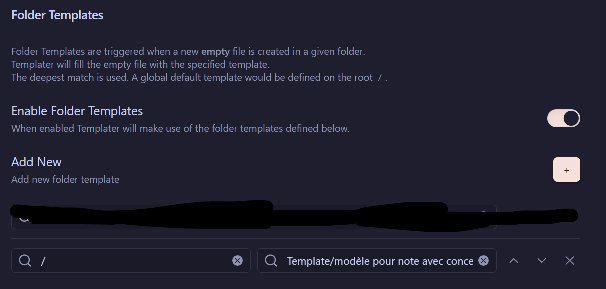 Folder Templates
Folder Templates are triggered when a new empty file is created in a given folder.
Templater will fill the empty file with the specified template.
The deepest match is used. A global default template would be defined on the root / .
Enable Folder Templates
When enabled Templater will make use of the folder templates defined below.
Add New
Add new folder template
+
/ Template/modèle pour note avec conce